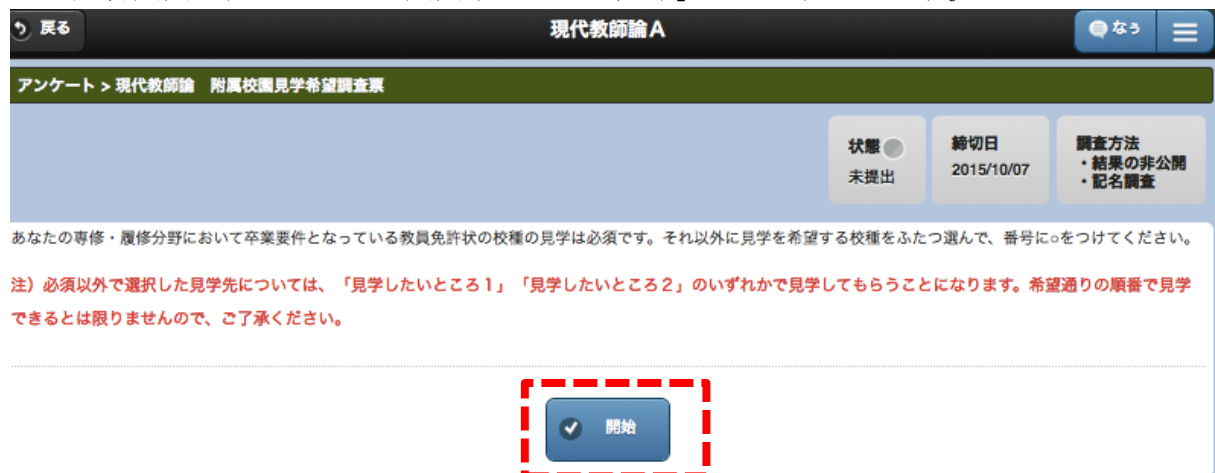 戻る 現代教師論A なう
アンケート > 現代教師論 附属校園見学希望調査票
状態 締切日 調査方法
未提出 2015/10/07 ・結果の非公開
・記名調査
あなたの専修・履修分野において卒業要件となっている教員免許状の校種の見学は必須です。それ以外に見学を希望する校種をふたつ選んで、番号に○をつけてください。
注）必須以外で選択した見学先については、「見学したいところ１」「見学したいところ２」のいずれかで見学してもらうことになります。希望通りの順番で見学
できるとは限りませんので、ご了承ください。
開始